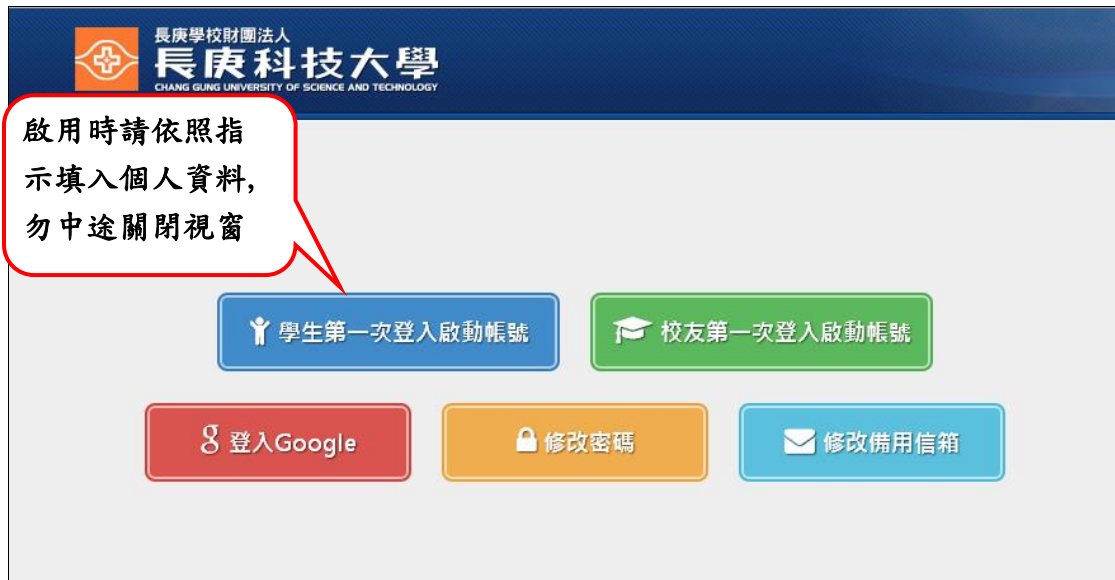 長庚學校財團法人
長庚科技大學
CHANG GUNG UNIVERSITY OF SCIENCE AND TECHNOLOGY
啟用時請依照指
示填入個人資料,
勿中途關閉視窗
學生第一次登入啟動帳號
校友第一次登入啟動帳號
g 登入Google
修改密碼
修改備用信箱